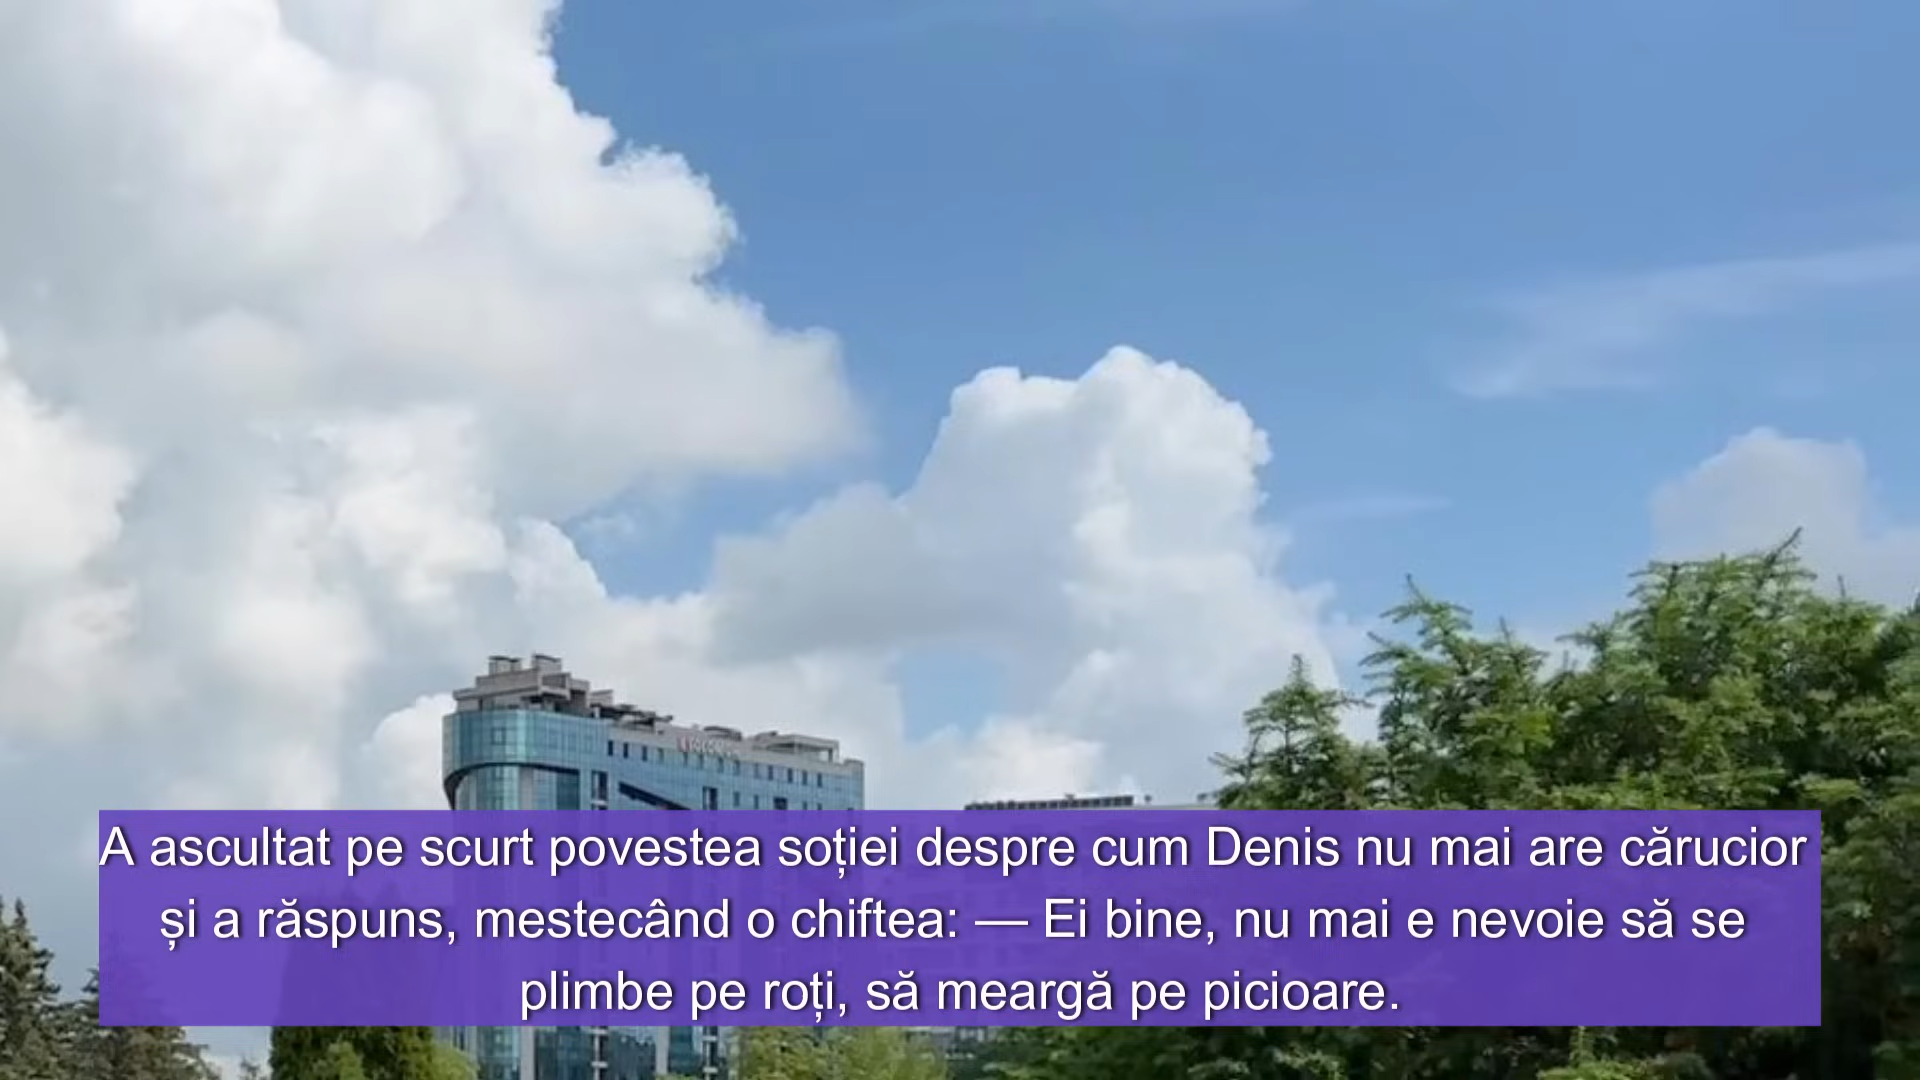 A ascultat pe scurt povestea soției despre cum Denis nu mai are cărucior
și a răspuns, mestecând o chiftea: — Ei bine, nu mai e nevoie să se
plimbe pe roți, să meargă pe picioare.